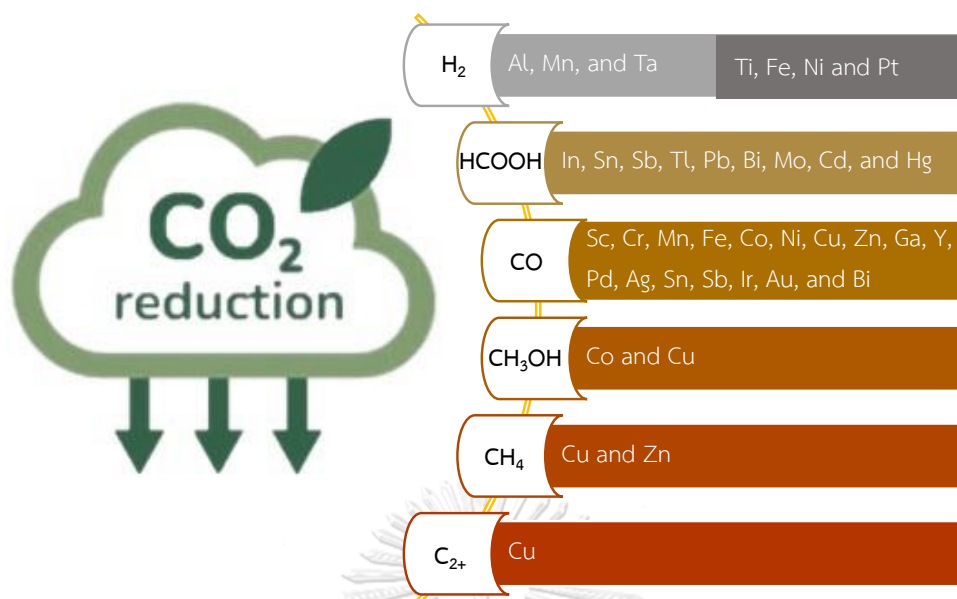 CO₂
reduction
H₂
Al, Mn, and Ta
Ti, Fe, Ni and Pt
HCOOH
In, Sn, Sb, Tl, Pb, Bi, Mo, Cd, and Hg
CO
Sc, Cr, Mn, Fe, Co, Ni, Cu, Zn, Ga, Y,
Pd, Ag, Sn, Sb, Ir, Au, and Bi
CH₃OH
Co and Cu
CH₄
Cu and Zn
C₂₊
Cu